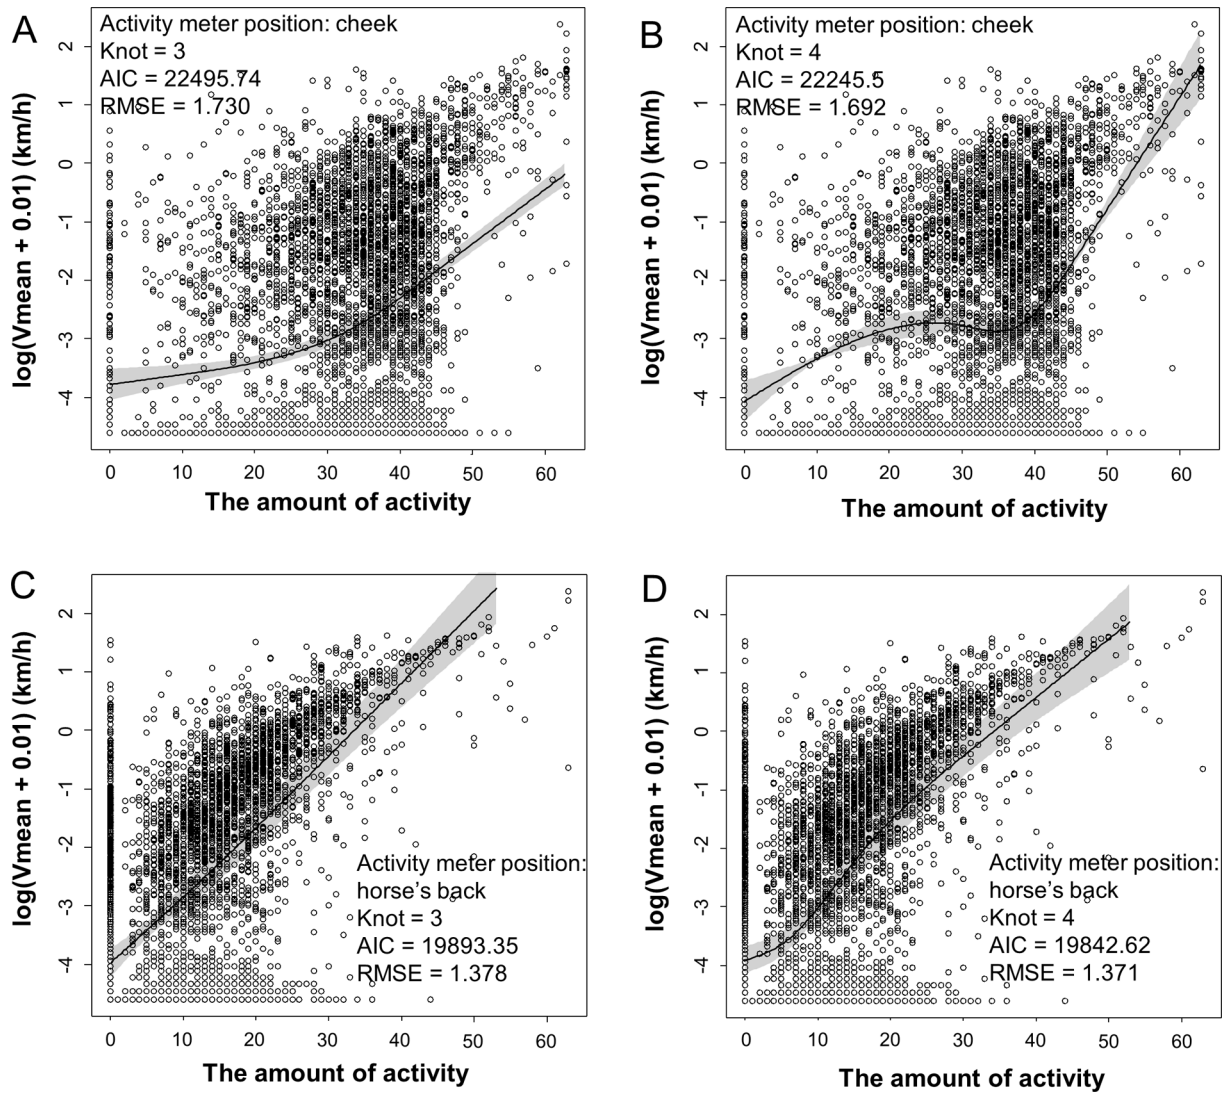 A
Activity meter position: cheek
Knot = 3
AIC = 22495.74
RMSE = 1.730
log(Vmean + 0.01) (km/h)
2
1
0
-1
-2
-3
-4
0 10 20 30 40 50 60
The amount of activity
B
Activity meter position: cheek
Knot = 4
AIC = 22245.5
RMSE = 1.692
log(Vmean + 0.01) (km/h)
2
1
0
-1
-2
-3
-4
0 10 20 30 40 50 60
The amount of activity
C
log(Vmean + 0.01) (km/h)
2
1
0
-1
-2
-3
-4
Activity meter position:
horse's back
Knot = 3
AIC = 19893.35
RMSE = 1.378
0 10 20 30 40 50 60
The amount of activity
D
log(Vmean + 0.01) (km/h)
2
1
0
-1
-2
-3
-4
Activity meter position:
horse's back
Knot = 4
AIC = 19842.62
RMSE = 1.371
0 10 20 30 40 50 60
The amount of activity